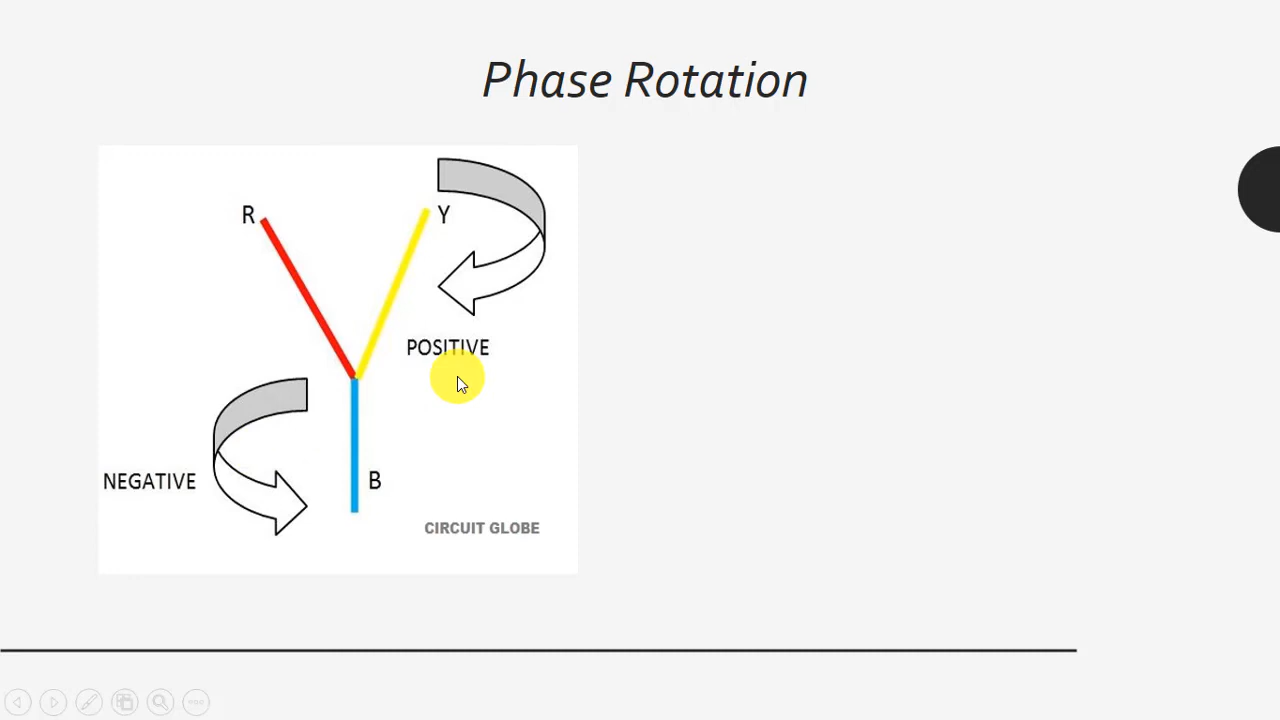 Phase Rotation
R
Y
POSITIVE
NEGATIVE
B
CIRCUIT GLOBE